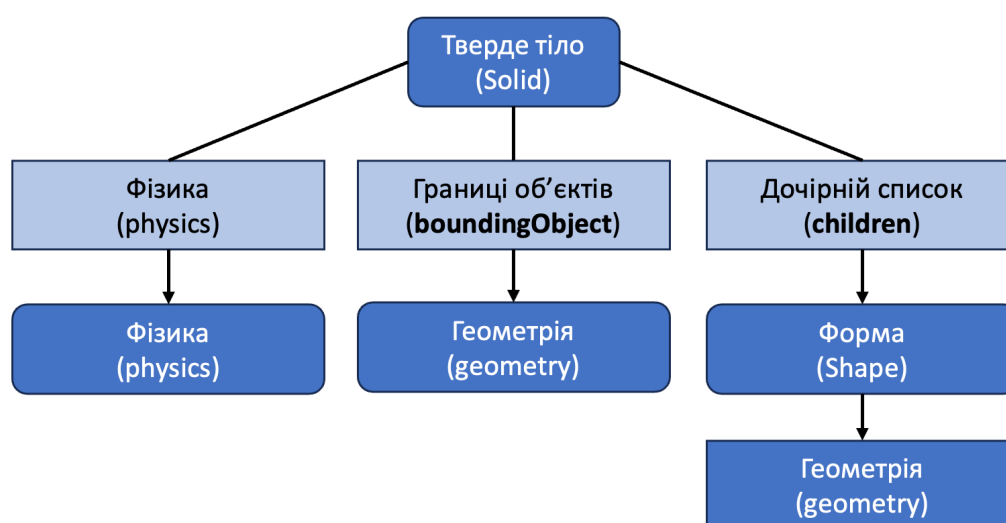 Тверде тіло
(Solid)
Фізика
(physics)
Границі об’єктів
(boundingObject)
Дочірній список
(children)
Фізика
(physics)
Геометрія
(geometry)
Форма
(Shape)
Геометрія
(geometry)